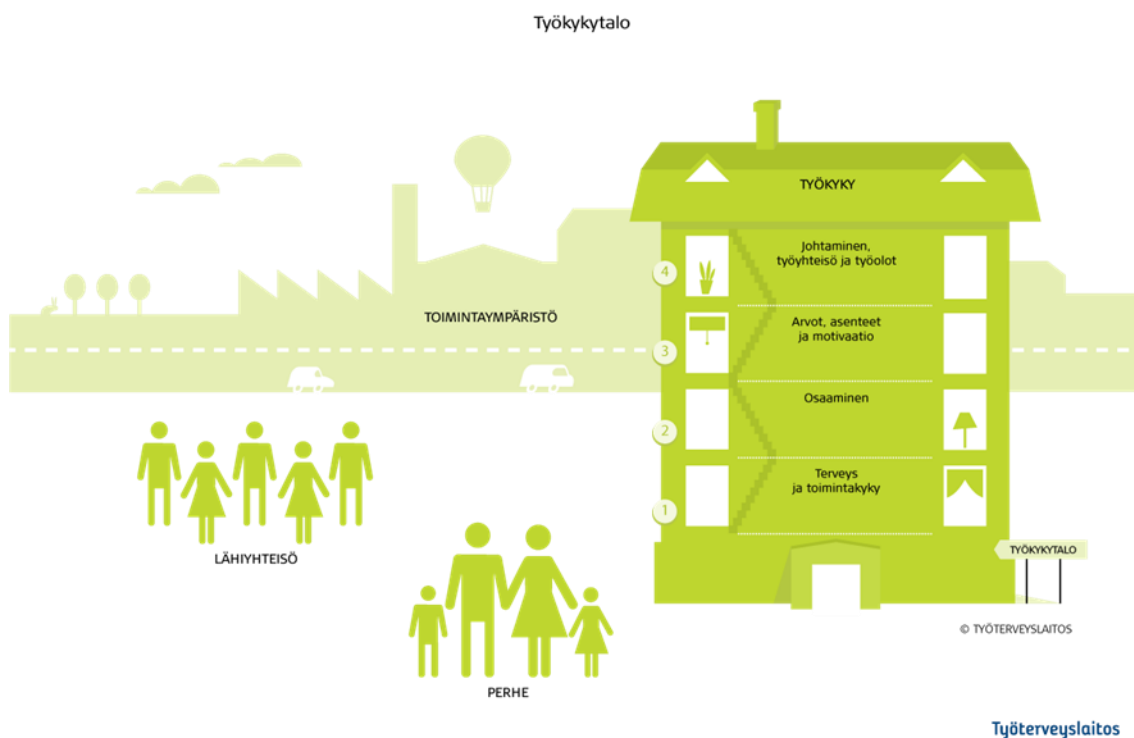 Työkykytalo
TYÖKYKY
4
Johtaminen,
työyhteisö ja työolot
TOIMINTAYMPÄRISTÖ
3
Arvot, asenteet
ja motivaatio
2
Osaaminen
1
Terveys
ja toimintakyky
LÄHIYHTEISÖ
TYÖKYKYTALO
© TYÖTERVEYSLAITOS
PERHE
Työterveyslaitos